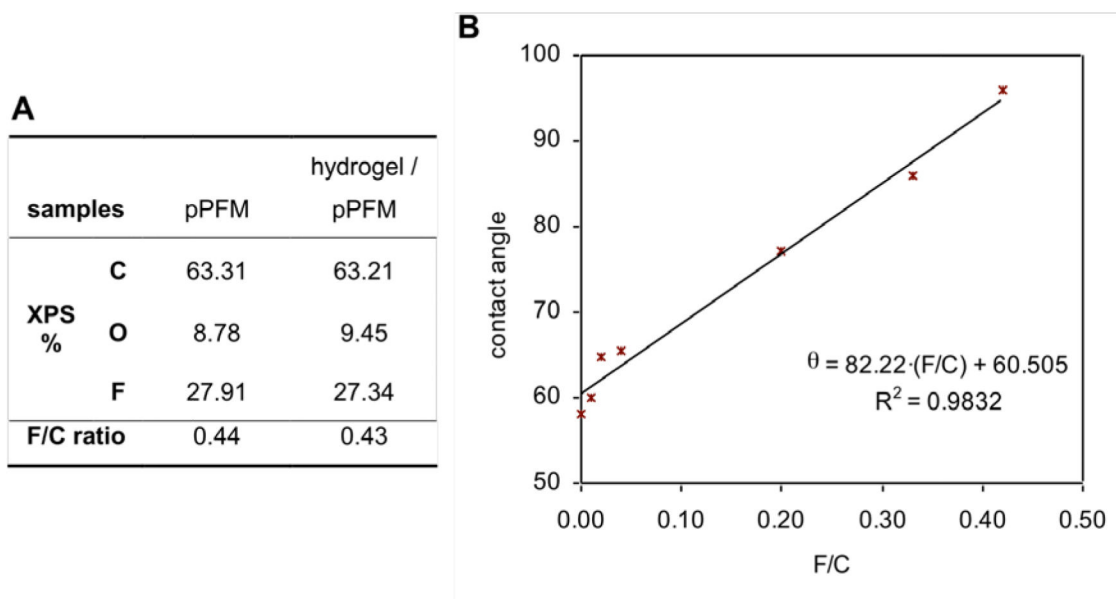 A
samples pPFM hydrogel / pPFM
XPS %
C 63.31 63.21
O 8.78 9.45
F 27.91 27.34
F/C ratio 0.44 0.43
B
contact angle
100
90
80
70
60
50
θ = 82.22·(F/C) + 60.505
R² = 0.9832
0.00 0.10 0.20 0.30 0.40 0.50
F/C